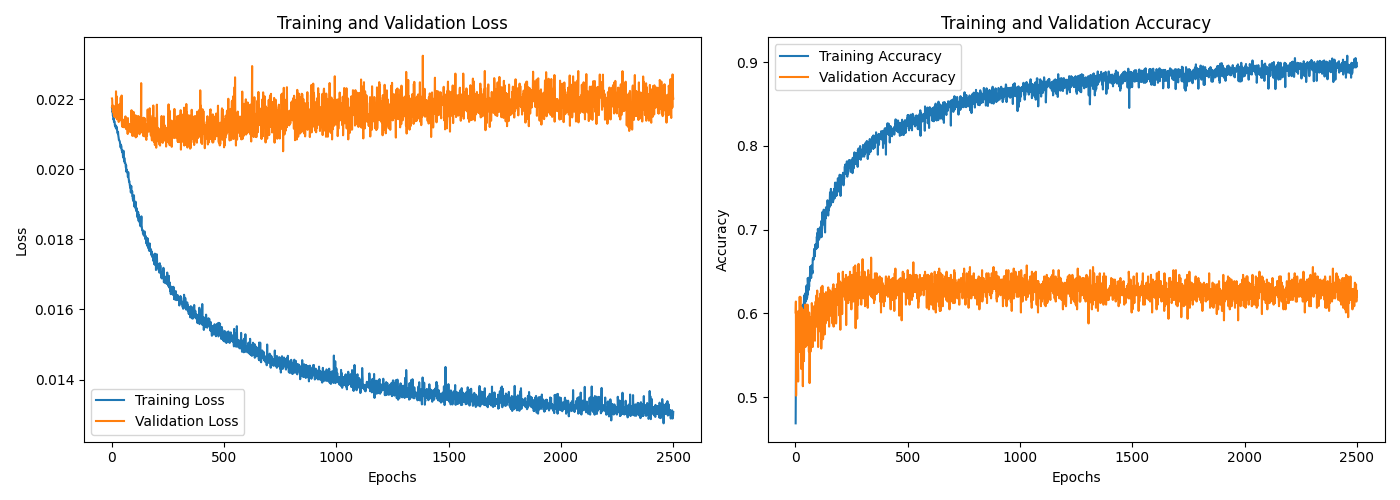 Training and Validation Loss
0.022
0.020
0.018
0.016
0.014
Loss
Training Loss
Validation Loss
0
500
1000
1500
2000
2500
Epochs
Training and Validation Accuracy
Training Accuracy
Validation Accuracy
0.9
0.8
0.7
0.6
0.5
Accuracy
0
500
1000
1500
2000
2500
Epochs